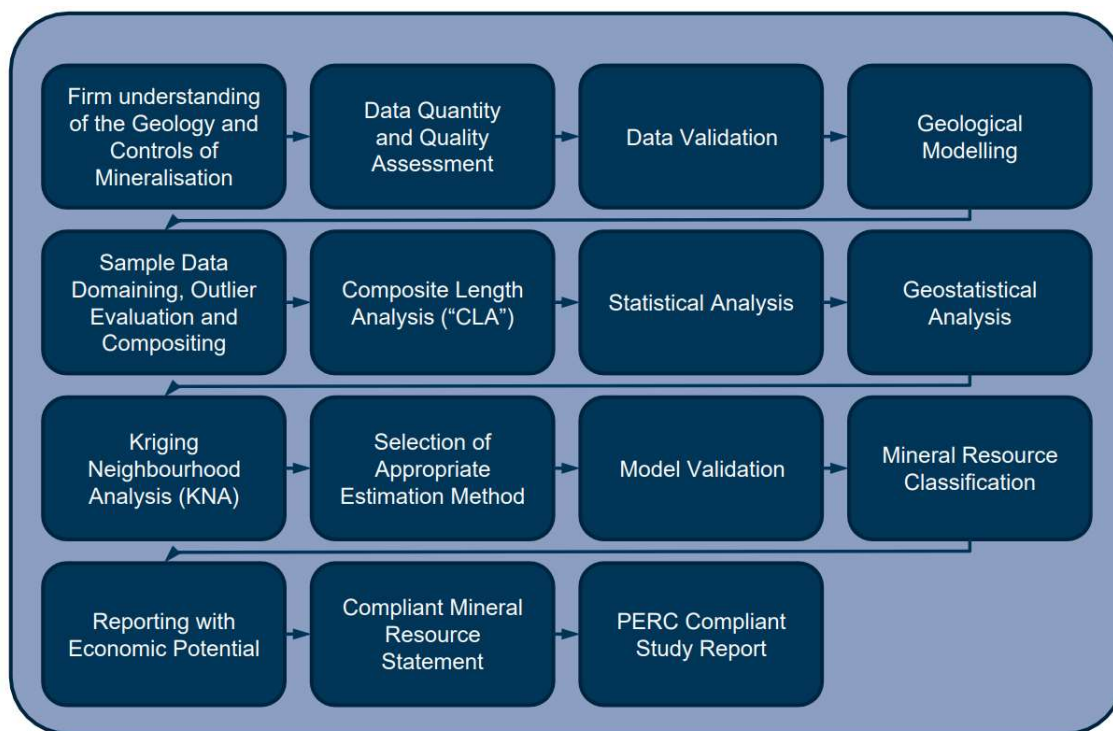 Firm understanding
of the Geology and
Controls of
Mineralisation
Data Quantity
and Quality
Assessment
Data Validation
Geological
Modelling
Sample Data
Domaining, Outlier
Evaluation and
Compositing
Composite Length
Analysis (“CLA”)
Statistical Analysis
Geostatistical
Analysis
Kriging
Neighbourhood
Analysis (KNA)
Selection of
Appropriate
Estimation Method
Model Validation
Mineral Resource
Classification
Reporting with
Economic Potential
Compliant Mineral
Resource
Statement
PERC Compliant
Study Report